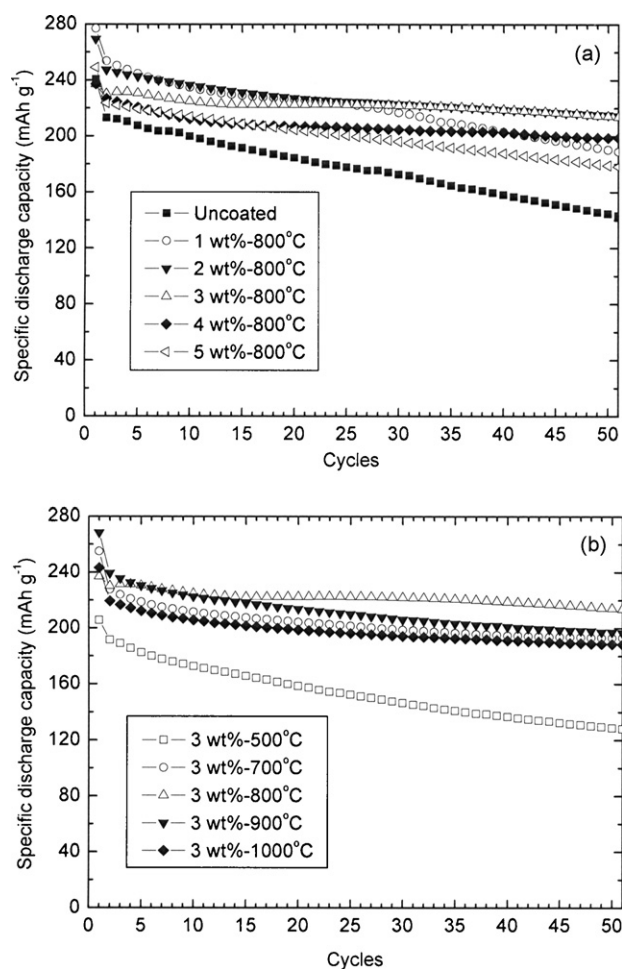 280
240
200
160
120
80
40
0
Specific discharge capacity (mAh g⁻¹)
(a)
Uncoated
1 wt%-800°C
2 wt%-800°C
3 wt%-800°C
4 wt%-800°C
5 wt%-800°C
0 5 10 15 20 25 30 35 40 45 50
Cycles
280
240
200
160
120
80
40
0
Specific discharge capacity (mAh g⁻¹)
(b)
3 wt%-500°C
3 wt%-700°C
3 wt%-800°C
3 wt%-900°C
3 wt%-1000°C
0 5 10 15 20 25 30 35 40 45 50
Cycles